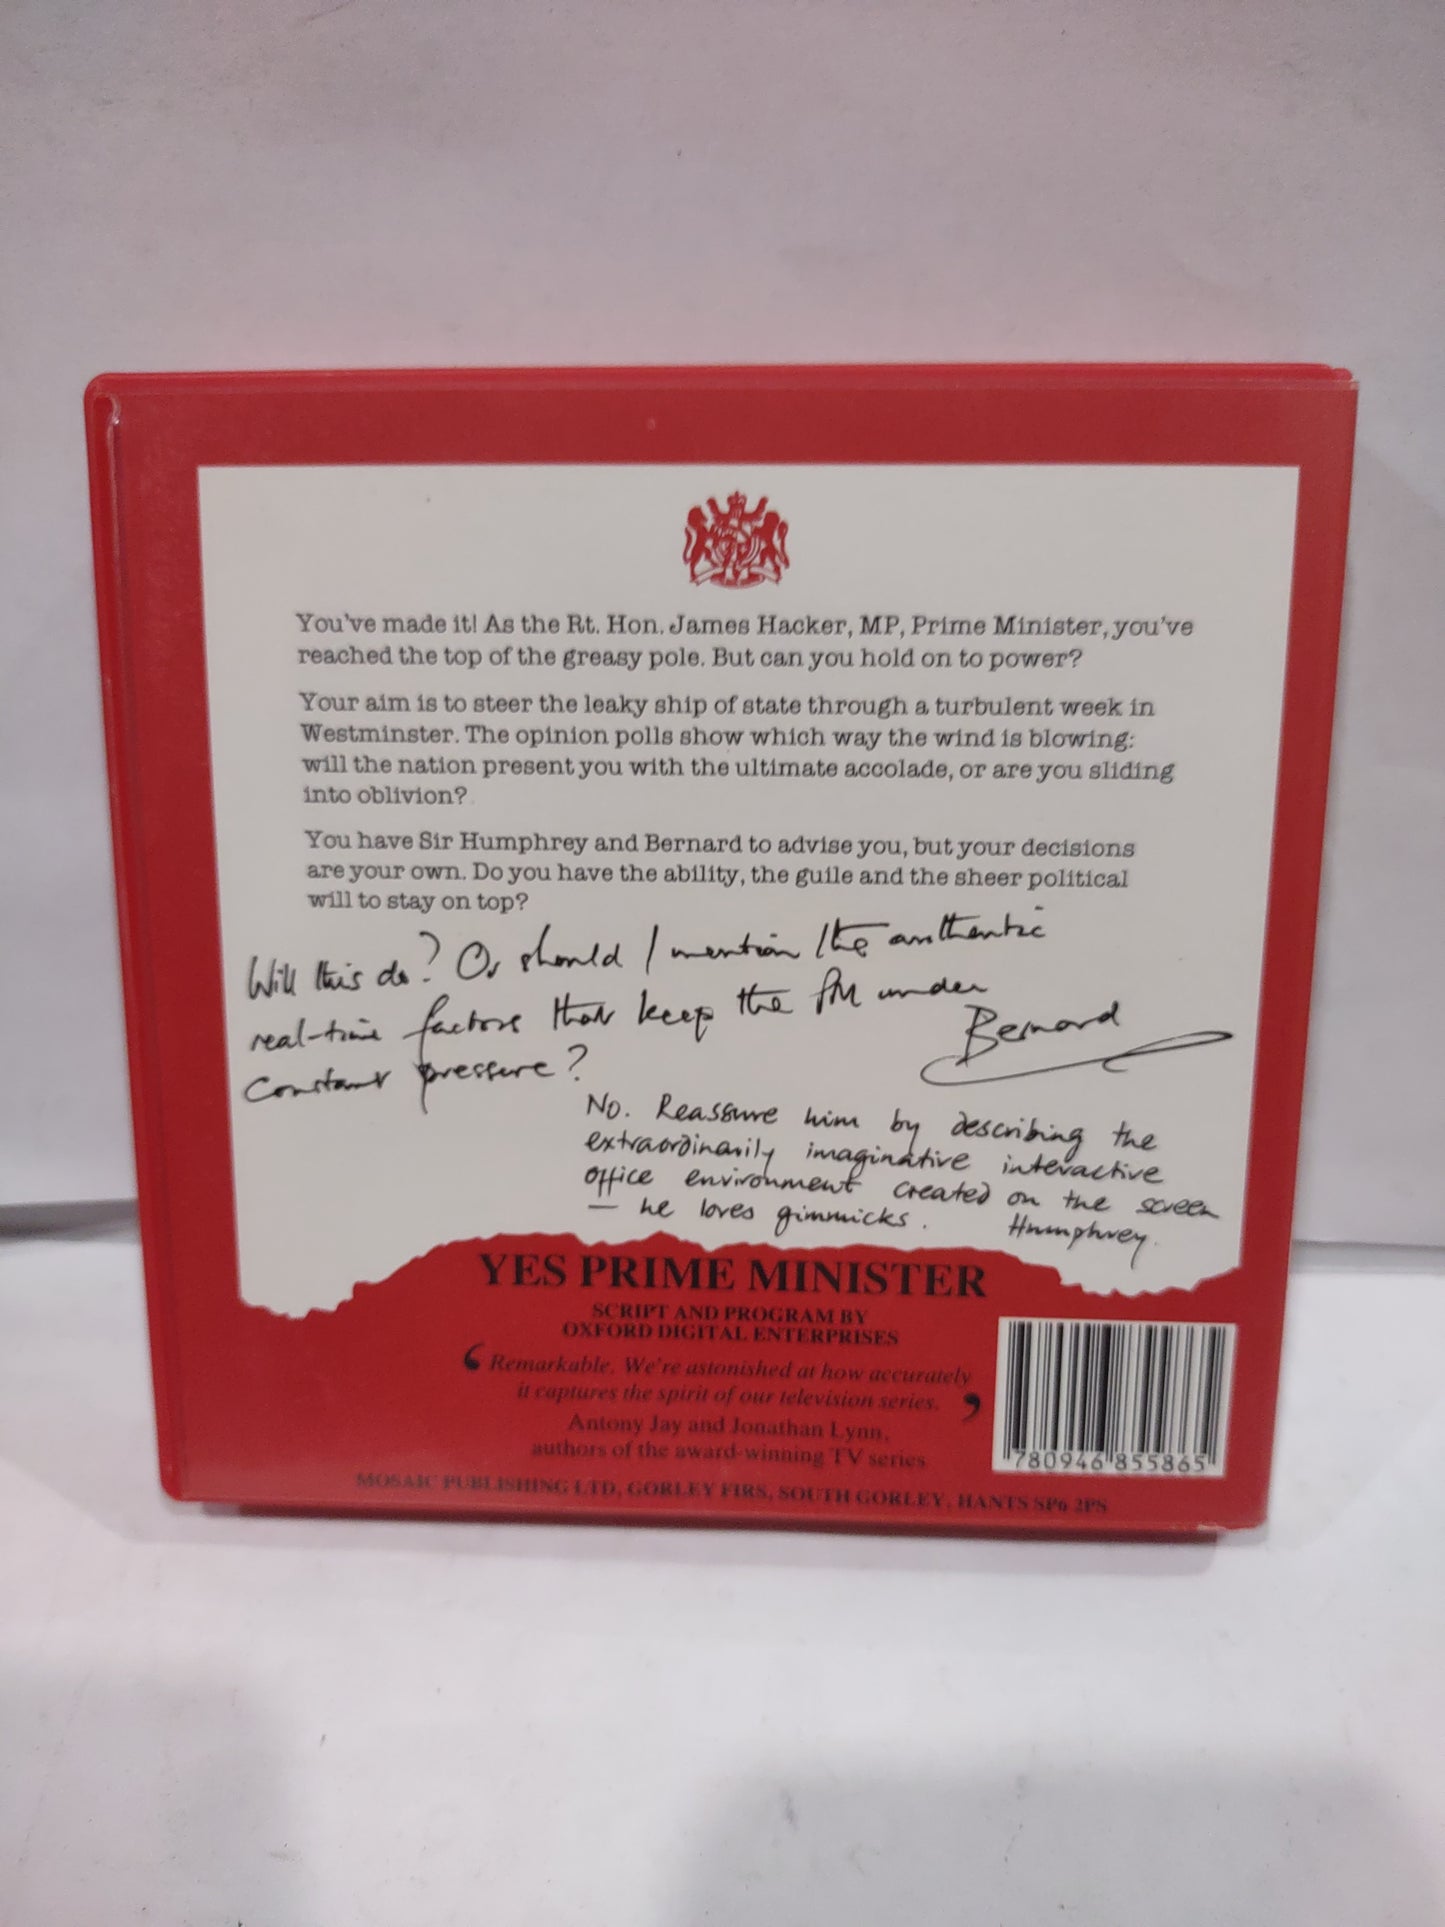 You've made it! As the Rt. Hon. James Hacker, MP, Prime Minister, you've
reached the top of the greasy pole. But can you hold on to power?
Your aim is to steer the leaky ship of state through a turbulent week in
Westminster. The opinion polls show which way the wind is blowing:
will the nation present you with the ultimate accolade, or are you sliding
into oblivion?
You have Sir Humphrey and Bernard to advise you, but your decisions
are your own. Do you have the ability, the guile and the sheer political
will to stay on top?
Will this do? Or should I mention the authentic
real-time factors that keep the PM under
constant pressure?
Bernard
No. Reassure him by describing the
extraordinarily imaginative interactive
office environment created on the screen
— he loves gimmicks. Humphrey.
YES PRIME MINISTER
SCRIPT AND PROGRAM BY
OXFORD DIGITAL ENTERPRISES
‘Remarkable. We're astonished at how accurately
it captures the spirit of our television series.’
Antony Jay and Jonathan Lynn,
authors of the award-winning TV series
780946 855865
MOSAIC PUBLISHING LTD, GORLEY FIRS, SOUTH GORLEY, HANTS SP6 2PS